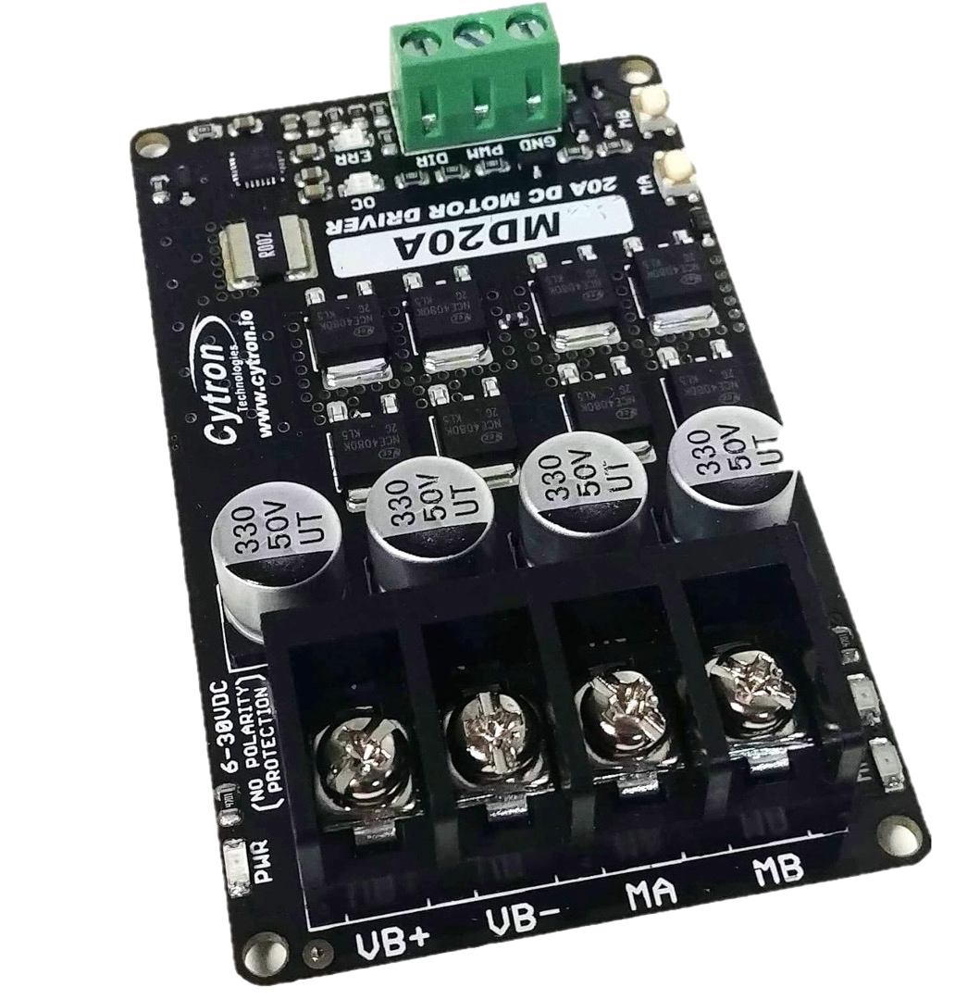 GND
PWM
DIR
ERR
OC
MB
MA
20A DC MOTOR DRIVER
MD20A
R002
Cytron
Technologies
www.cytron.io
NCE4080K
KL5
2G
NCE4080K
KL5
2G
NCE4080K
KL5
2G
NCE4080K
KL5
2G
NCE4080K
KL5
2G
NCE4080K
KL5
2G
NCE4080K
KL5
2G
NCE4080K
KL5
330
50V
UT
330
50V
UT
330
50V
UT
330
50V
UT
6-30VDC
(NO POLARITY
PROTECTION)
PWR
VB+
VB-
MA
MB